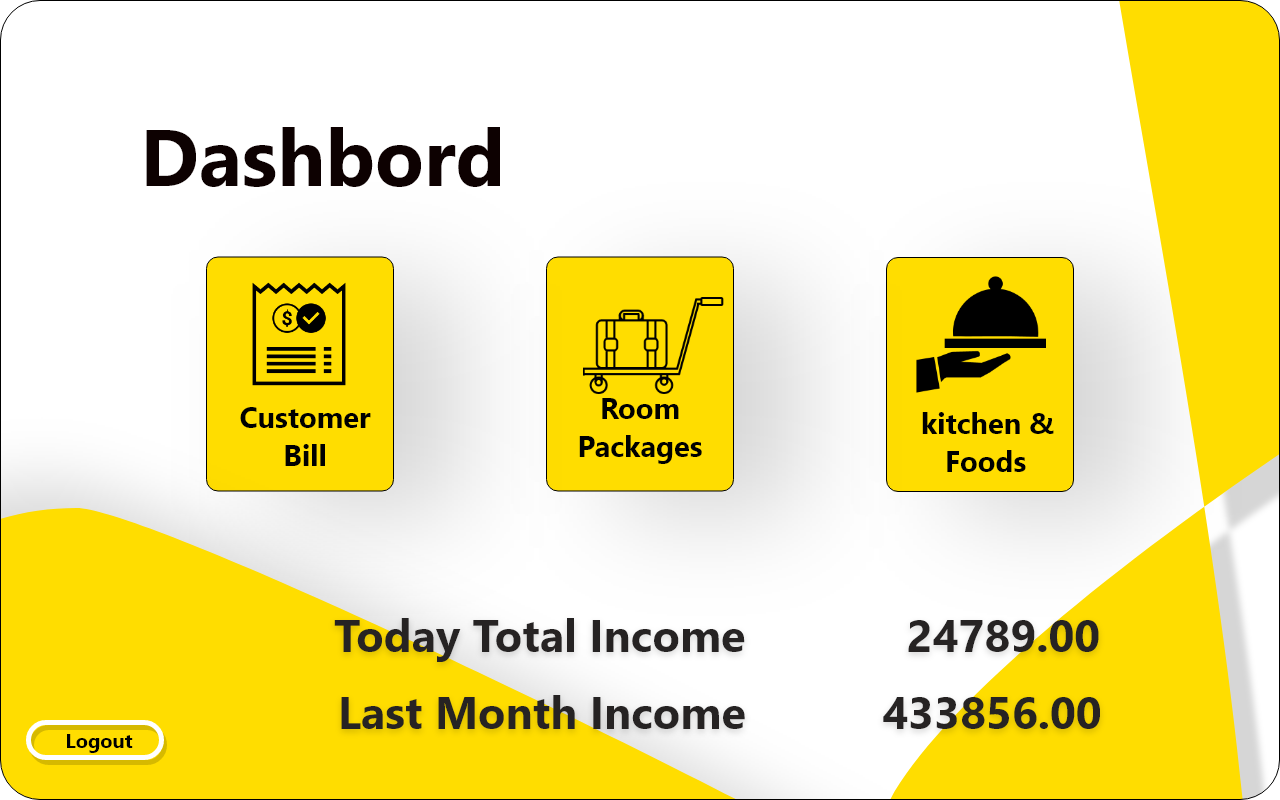 Dashbord
$
Customer
Bill
Room
Packages
kitchen &
Foods
Today Total Income 24789.00
Last Month Income 433856.00
Logout